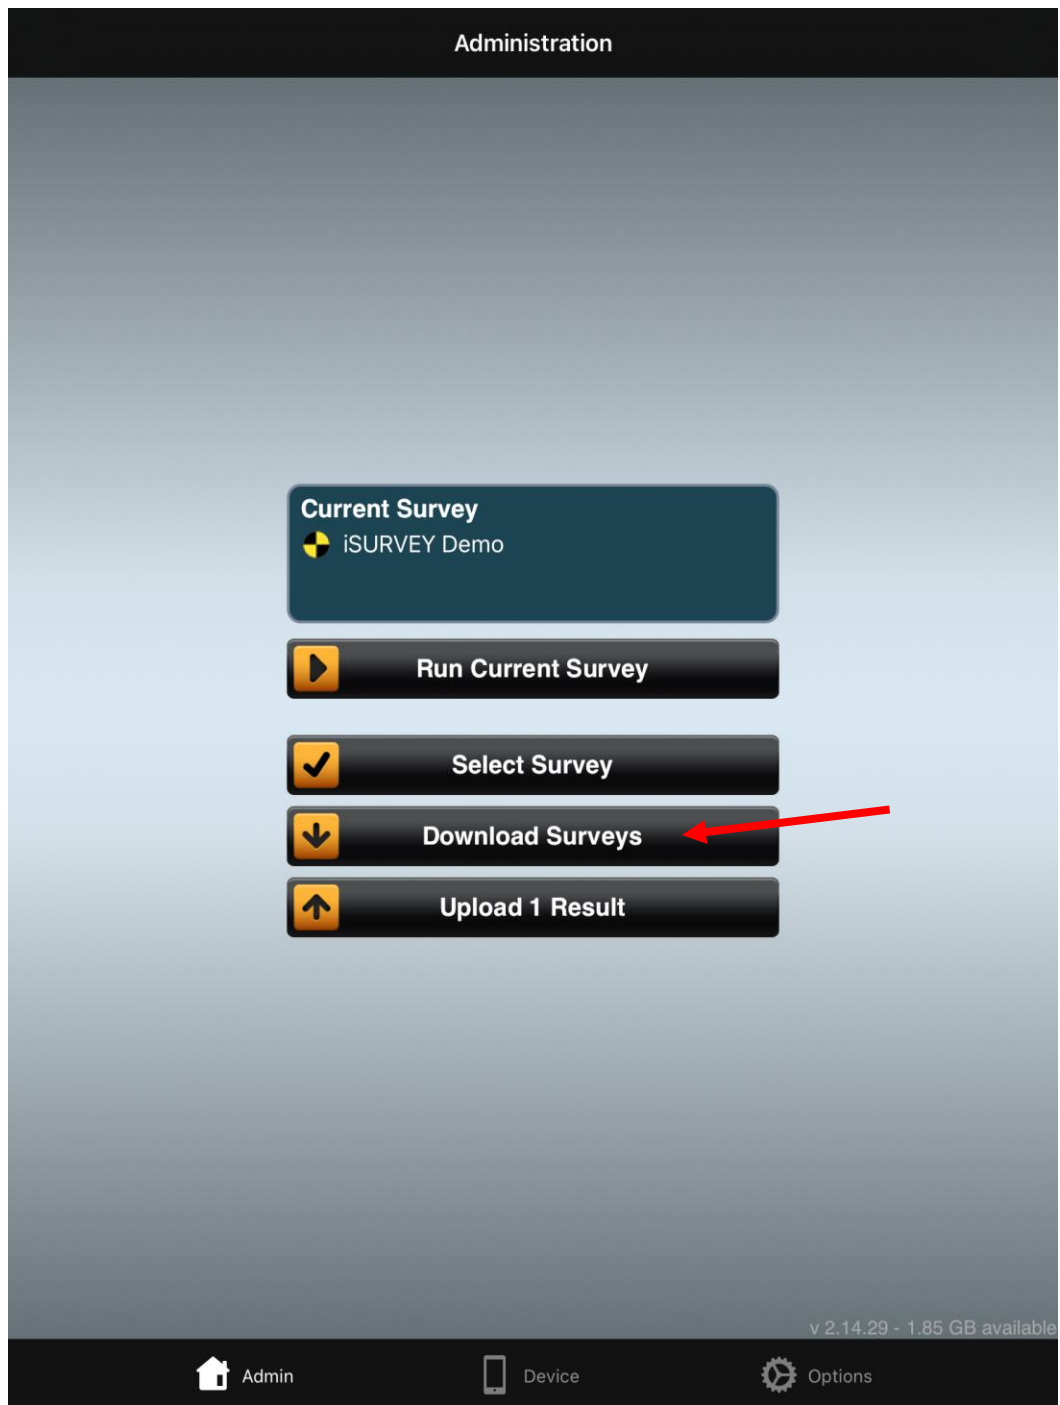 Administration
Current Survey
iSURVEY Demo
Run Current Survey
Select Survey
Download Surveys
Upload 1 Result
v 2.14.29 - 1.85 GB available
Admin
Device
Options